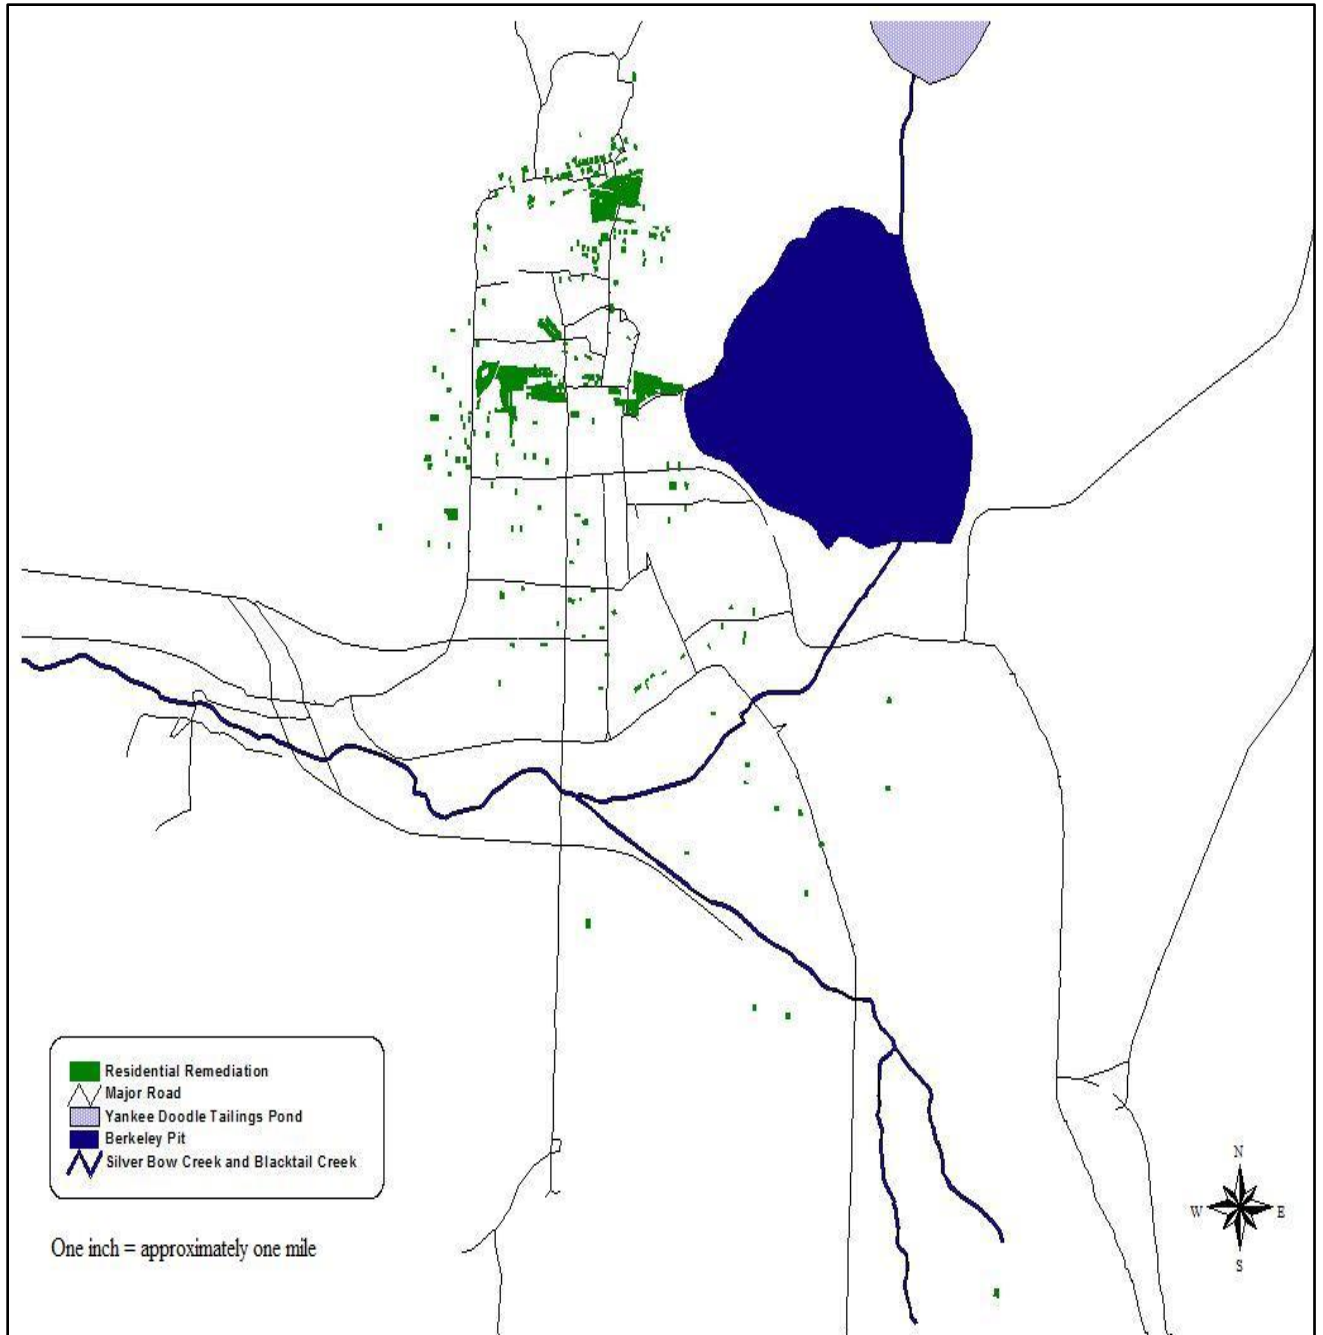 Residential Remediation
Major Road
Yankee Doodle Tailings Pond
Berkeley Pit
Silver Bow Creek and Blacktail Creek
One inch = approximately one mile
N
W E
S